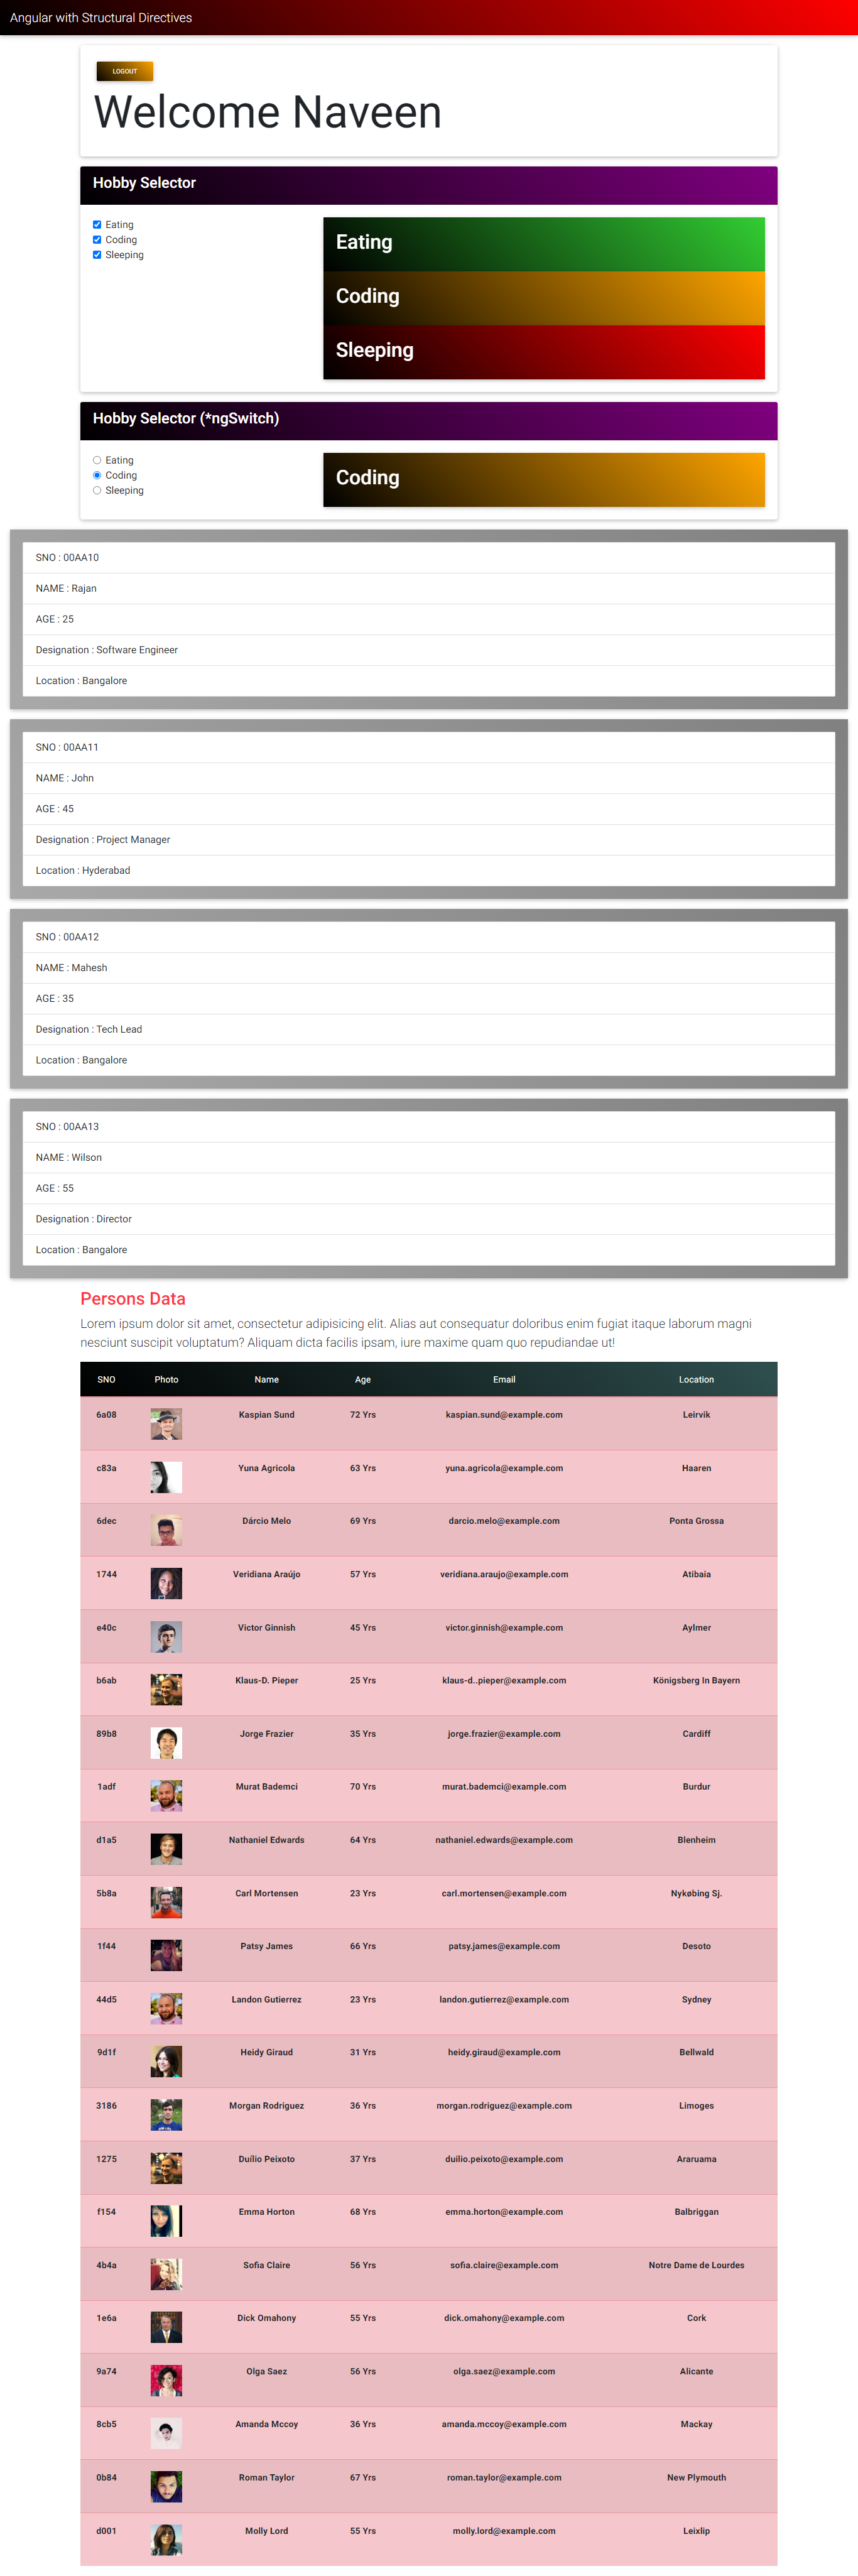 Angular with Structural Directives
LOGOUT
Welcome Naveen
Hobby Selector
Eating
Coding
Sleeping
Eating
Coding
Sleeping
Hobby Selector (*ngSwitch)
Eating
Coding
Sleeping
Coding
SNO : 00AA10
NAME : Rajan
AGE : 25
Designation : Software Engineer
Location : Bangalore
SNO : 00AA11
NAME : John
AGE : 45
Designation : Project Manager
Location : Hyderabad
SNO : 00AA12
NAME : Mahesh
AGE : 35
Designation : Tech Lead
Location : Bangalore
SNO : 00AA13
NAME : Wilson
AGE : 55
Designation : Director
Location : Bangalore
Persons Data
Lorem ipsum dolor sit amet, consectetur adipisicing elit. Alias aut consequatur doloribus enim fugiat itaque laborum magni
nesciunt suscipit voluptatum? Aliquam dicta facilis ipsam, iure maxime quam quo repudiandae ut!
SNO Photo Name Age Email Location
6a08 Kaspian Sund 72 Yrs kaspian.sund@example.com Leirvik
c83a Yuna Agricola 63 Yrs yuna.agricola@example.com Haaren
6dec Dárcio Melo 69 Yrs darcio.melo@example.com Ponta Grossa
1744 Veridiana Araújo 57 Yrs veridiana.araujo@example.com Atibaia
e40c Victor Ginnish 45 Yrs victor.ginnish@example.com Aylmer
b6ab Klaus-D. Pieper 25 Yrs klaus-d..pieper@example.com Königsberg In Bayern
89b8 Jorge Frazier 35 Yrs jorge.frazier@example.com Cardiff
1adf Murat Bademci 70 Yrs murat.bademci@example.com Burdur
d1a5 Nathaniel Edwards 64 Yrs nathaniel.edwards@example.com Blenheim
5b8a Carl Mortensen 23 Yrs carl.mortensen@example.com Nykøbing Sj.
1f44 Patsy James 66 Yrs patsy.james@example.com Desoto
44d5 Landon Gutierrez 23 Yrs landon.gutierrez@example.com Sydney
9d1f Heidy Giraud 31 Yrs heidy.giraud@example.com Bellwald
3186 Morgan Rodriguez 36 Yrs morgan.rodriguez@example.com Limoges
1275 Duílio Peixoto 37 Yrs duilio.peixoto@example.com Araruama
f154 Emma Horton 68 Yrs emma.horton@example.com Balbriggan
4b4a Sofia Claire 56 Yrs sofia.claire@example.com Notre Dame de Lourdes
1e6a Dick Omahony 55 Yrs dick.omahony@example.com Cork
9a74 Olga Saez 56 Yrs olga.saez@example.com Alicante
8cb5 Amanda Mccoy 36 Yrs amanda.mccoy@example.com Mackay
0b84 Roman Taylor 67 Yrs roman.taylor@example.com New Plymouth
d001 Molly Lord 55 Yrs molly.lord@example.com Leixlip